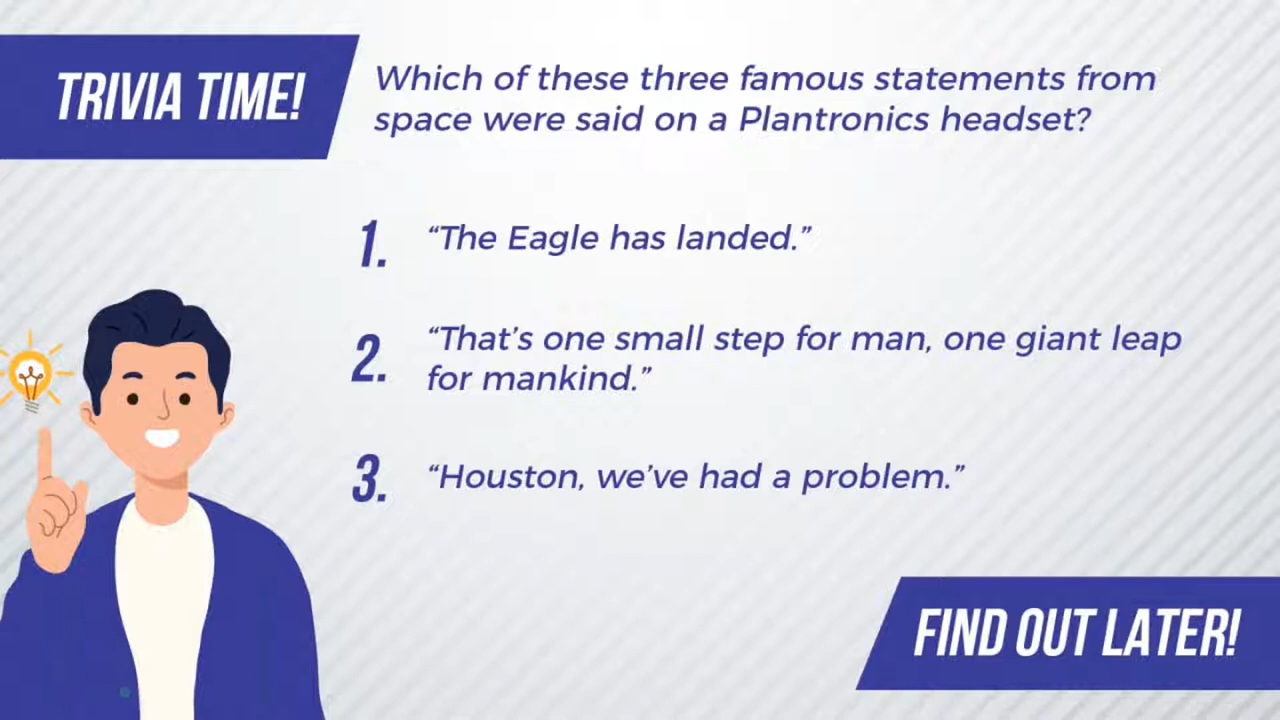 TRIVIA TIME!
Which of these three famous statements from
space were said on a Plantronics headset?
1. “The Eagle has landed.”
2. “That’s one small step for man, one giant leap
for mankind.”
3. “Houston, we’ve had a problem.”
FIND OUT LATER!